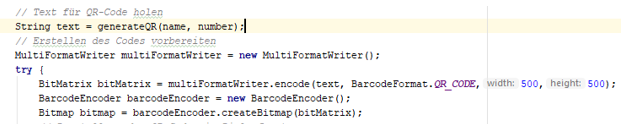 // Text für QR-Code holen
String text = generateQR(name, number);
// Erstellen des Codes vorbereiten
MultiFormatWriter multiFormatWriter = new MultiFormatWriter();
try {
BitMatrix bitMatrix = multiFormatWriter.encode(text, BarcodeFormat.QR_CODE, width: 500, height: 500);
BarcodeEncoder barcodeEncoder = new BarcodeEncoder();
Bitmap bitmap = barcodeEncoder.createBitmap(bitMatrix);